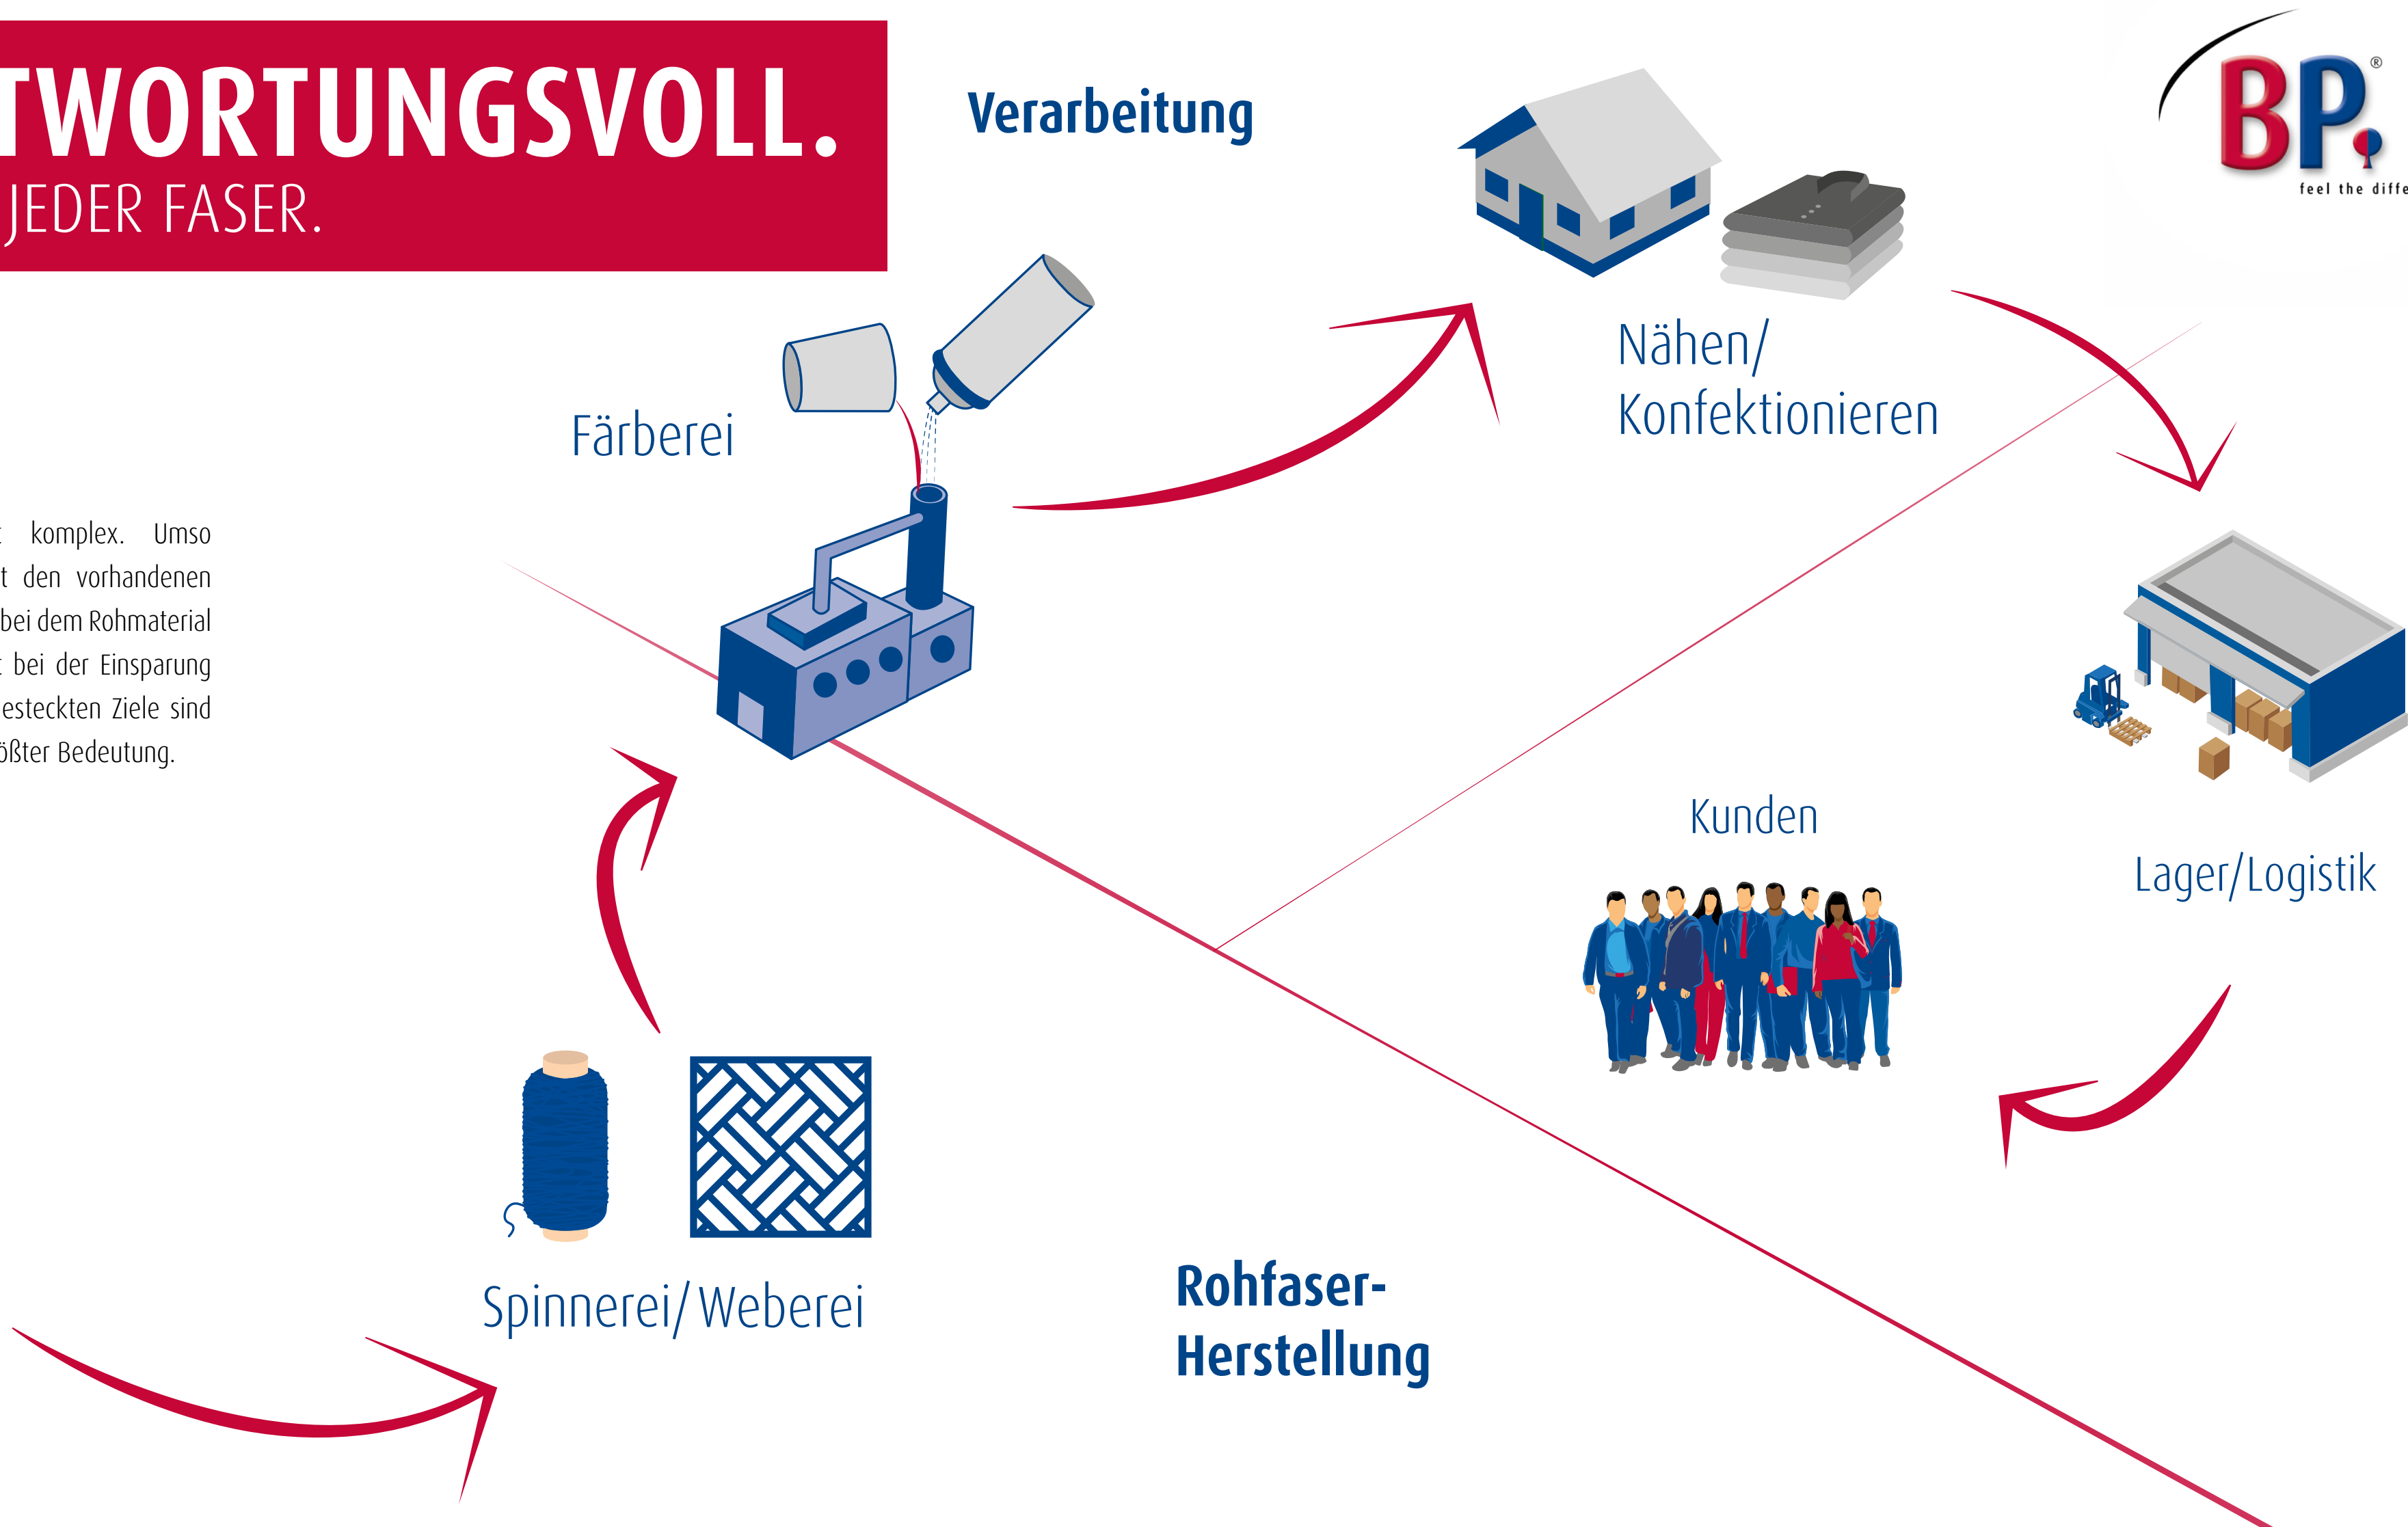 TWORTUNGSVOLL.
JEDER FASER.
Verarbeitung
BP.®
feel the diffe
Nähen/
Konfektionieren
Färberei
komplex. Umso
t den vorhandenen
bei dem Rohmaterial
t bei der Einsparung
esteckten Ziele sind
ößter Bedeutung.
Kunden
Lager/Logistik
Spinnerei/Weberei
Rohfaser-
Herstellung